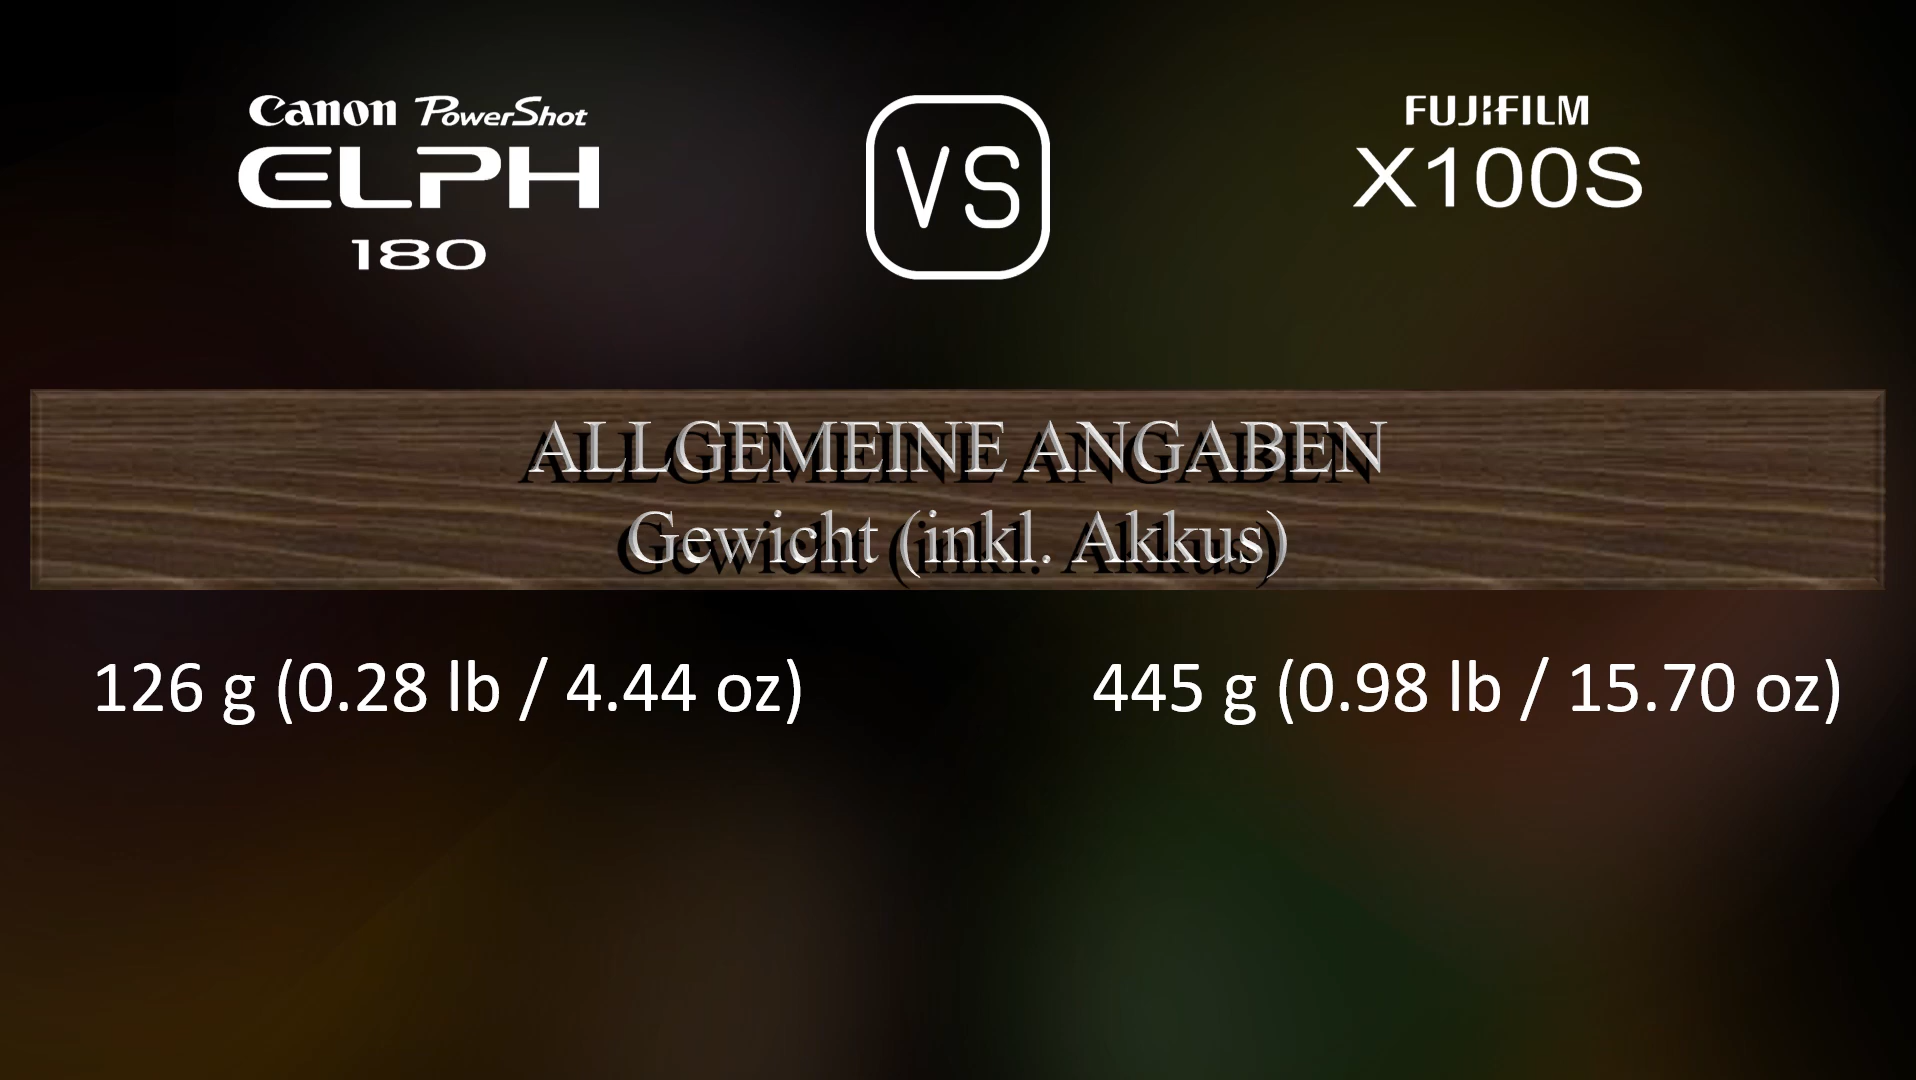 Canon PowerShot
ELPH
180
VS
FUJIFILM
X100S
ALLGEMEINE ANGABEN
Gewicht (inkl. Akkus)
126 g (0.28 lb / 4.44 oz)
445 g (0.98 lb / 15.70 oz)